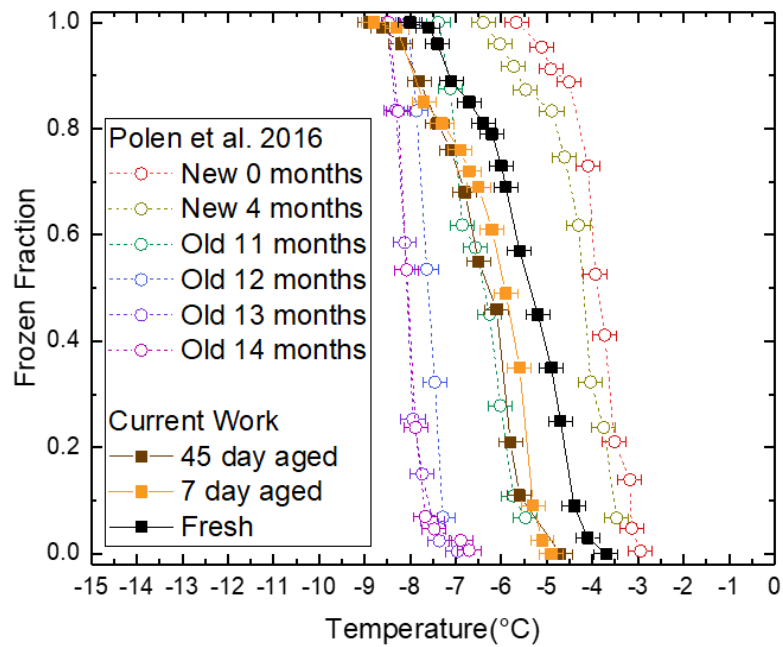 1.0
0.8
0.6
0.4
0.2
0.0
Frozen Fraction
Polen et al. 2016
New 0 months
New 4 months
Old 11 months
Old 12 months
Old 13 months
Old 14 months
Current Work
45 day aged
7 day aged
Fresh
-15 -14 -13 -12 -11 -10 -9 -8 -7 -6 -5 -4 -3 -2 -1 0
Temperature(°C)